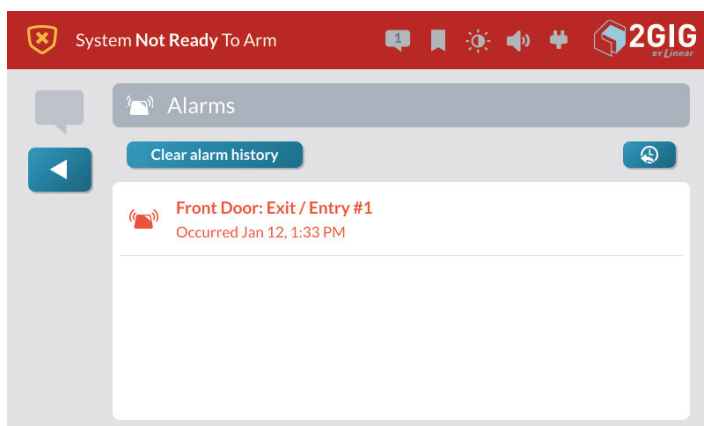 System Not Ready To Arm
1
2GIG
BY Linear
Alarms
Clear alarm history
Front Door: Exit / Entry #1
Occurred Jan 12, 1:33 PM